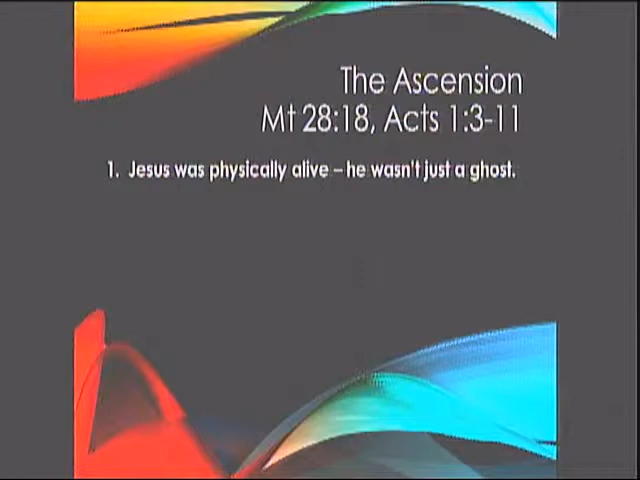 The Ascension
Mt 28:18, Acts 1:3-11
1. Jesus was physically alive – he wasn't just a ghost.